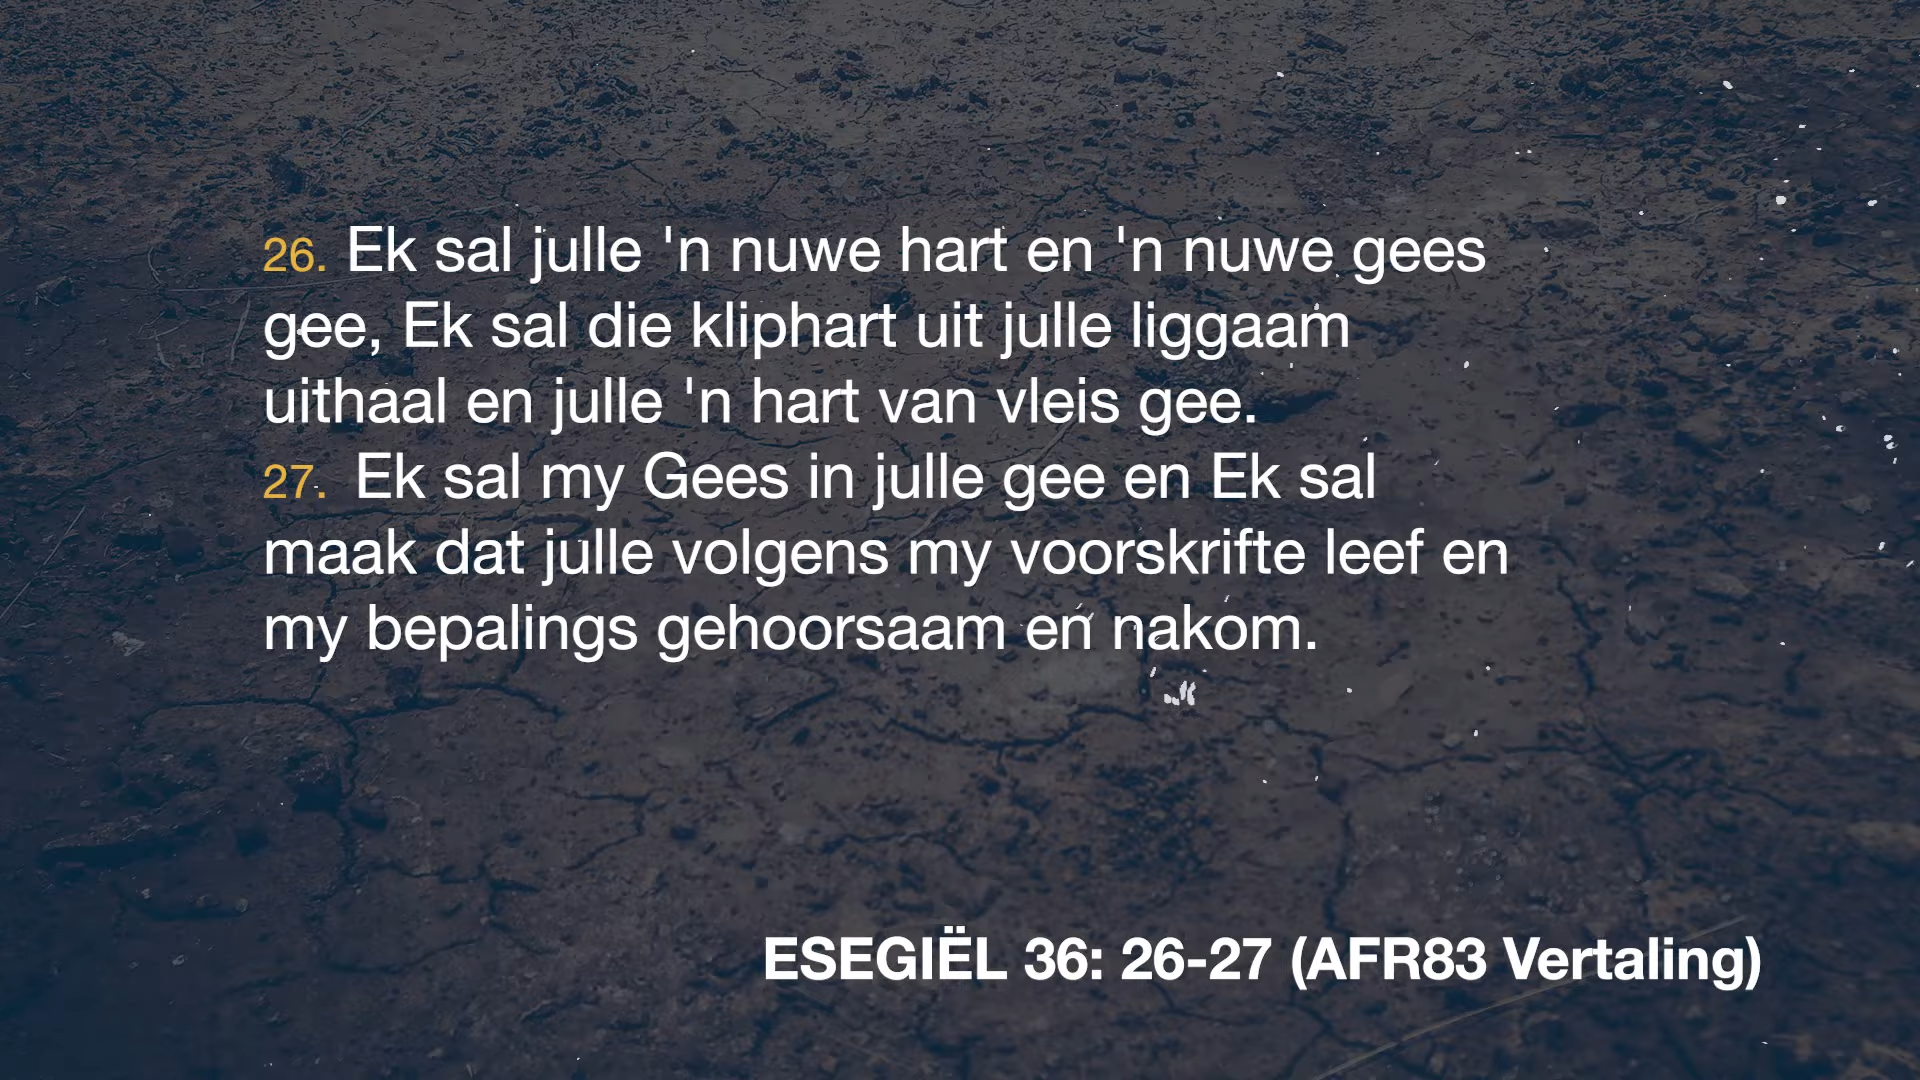 26. Ek sal julle 'n nuwe hart en 'n nuwe gees
gee, Ek sal die kliphart uit julle liggaam
uithaal en julle 'n hart van vleis gee.
27. Ek sal my Gees in julle gee en Ek sal
maak dat julle volgens my voorskrifte leef en
my bepalings gehoorsaam en nakom.
ESEGIËL 36: 26-27 (AFR83 Vertaling)